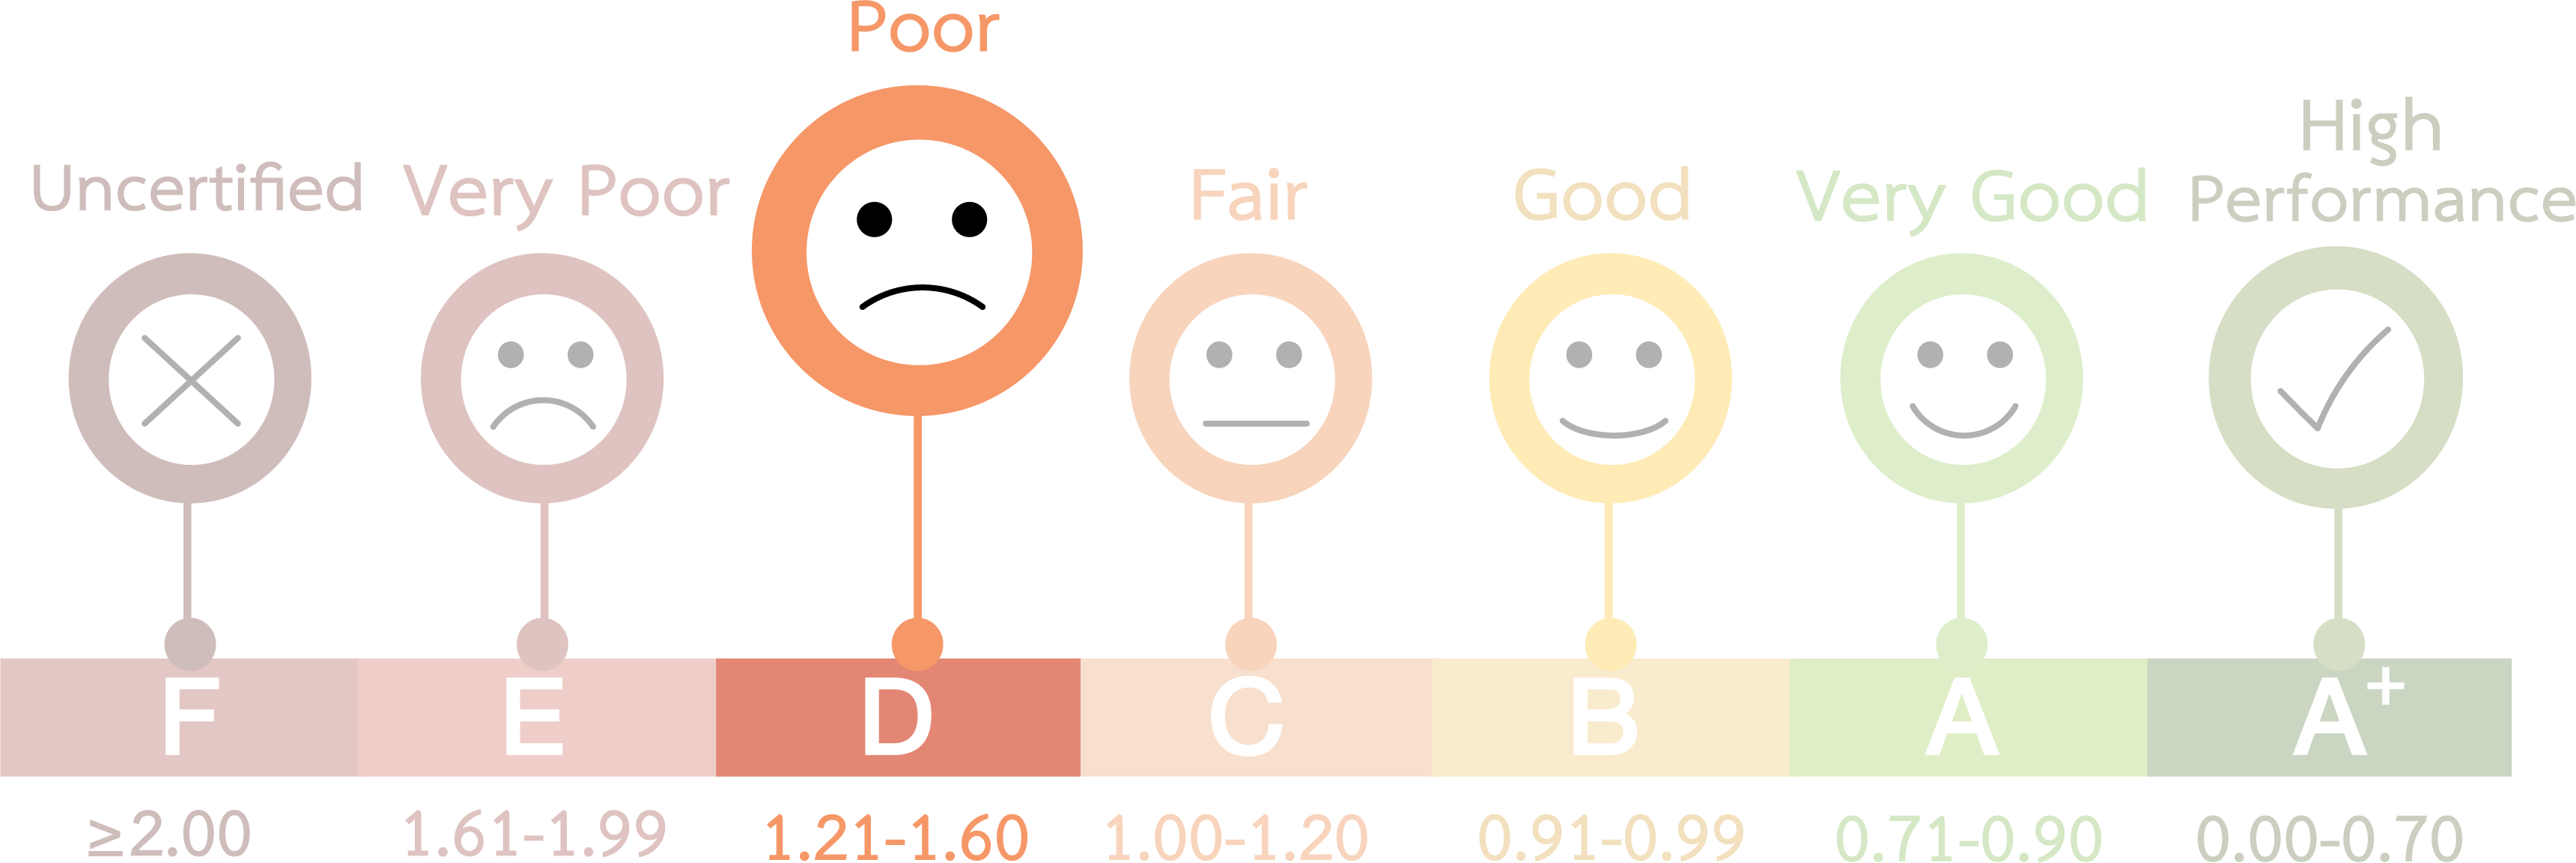 Poor
Uncertified
Very Poor
Fair
Good
Very Good
High
Performance
F
E
D
C
B
A
A+
≥2.00
1.61-1.99
1.21-1.60
1.00-1.20
0.91-0.99
0.71-0.90
0.00-0.70